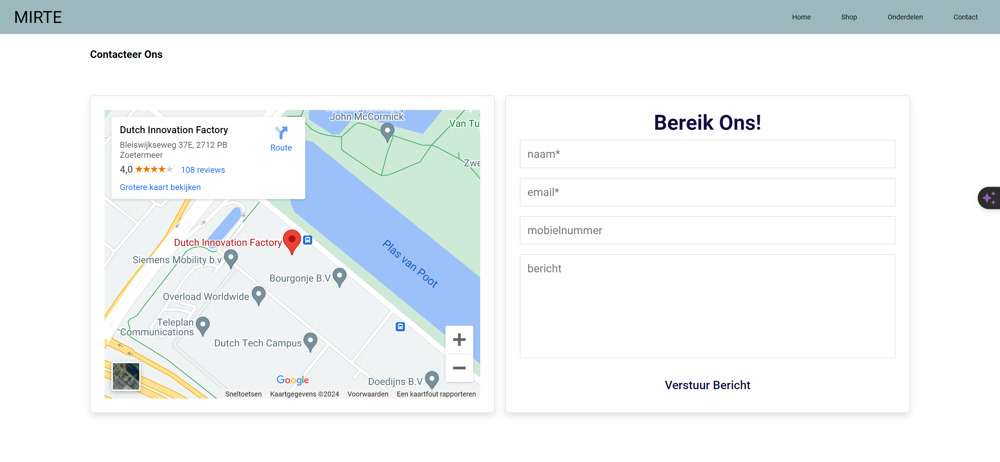 MIRTE
Home
Shop
Onderdelen
Contact
Contacteer Ons
Dutch Innovation Factory
Bleiswijkseweg 37E, 2712 PB
Zoetermeer
4,0
108 reviews
Grotere kaart bekijken
Route
John McCormick
Van Tu
Zwe
Plas van Poot
Dutch Innovation Factory
Siemens Mobility b.v
Bourgonje B.V
Overload Worldwide
Teleplan
Communications
Dutch Tech Campus
Doedijns B.V
Google
Sneltoetsen
Kaartgegevens ©2024
Voorwaarden
Een kaartfout rapporteren
Bereik Ons!
naam*
email*
mobielnummer
bericht
Verstuur Bericht